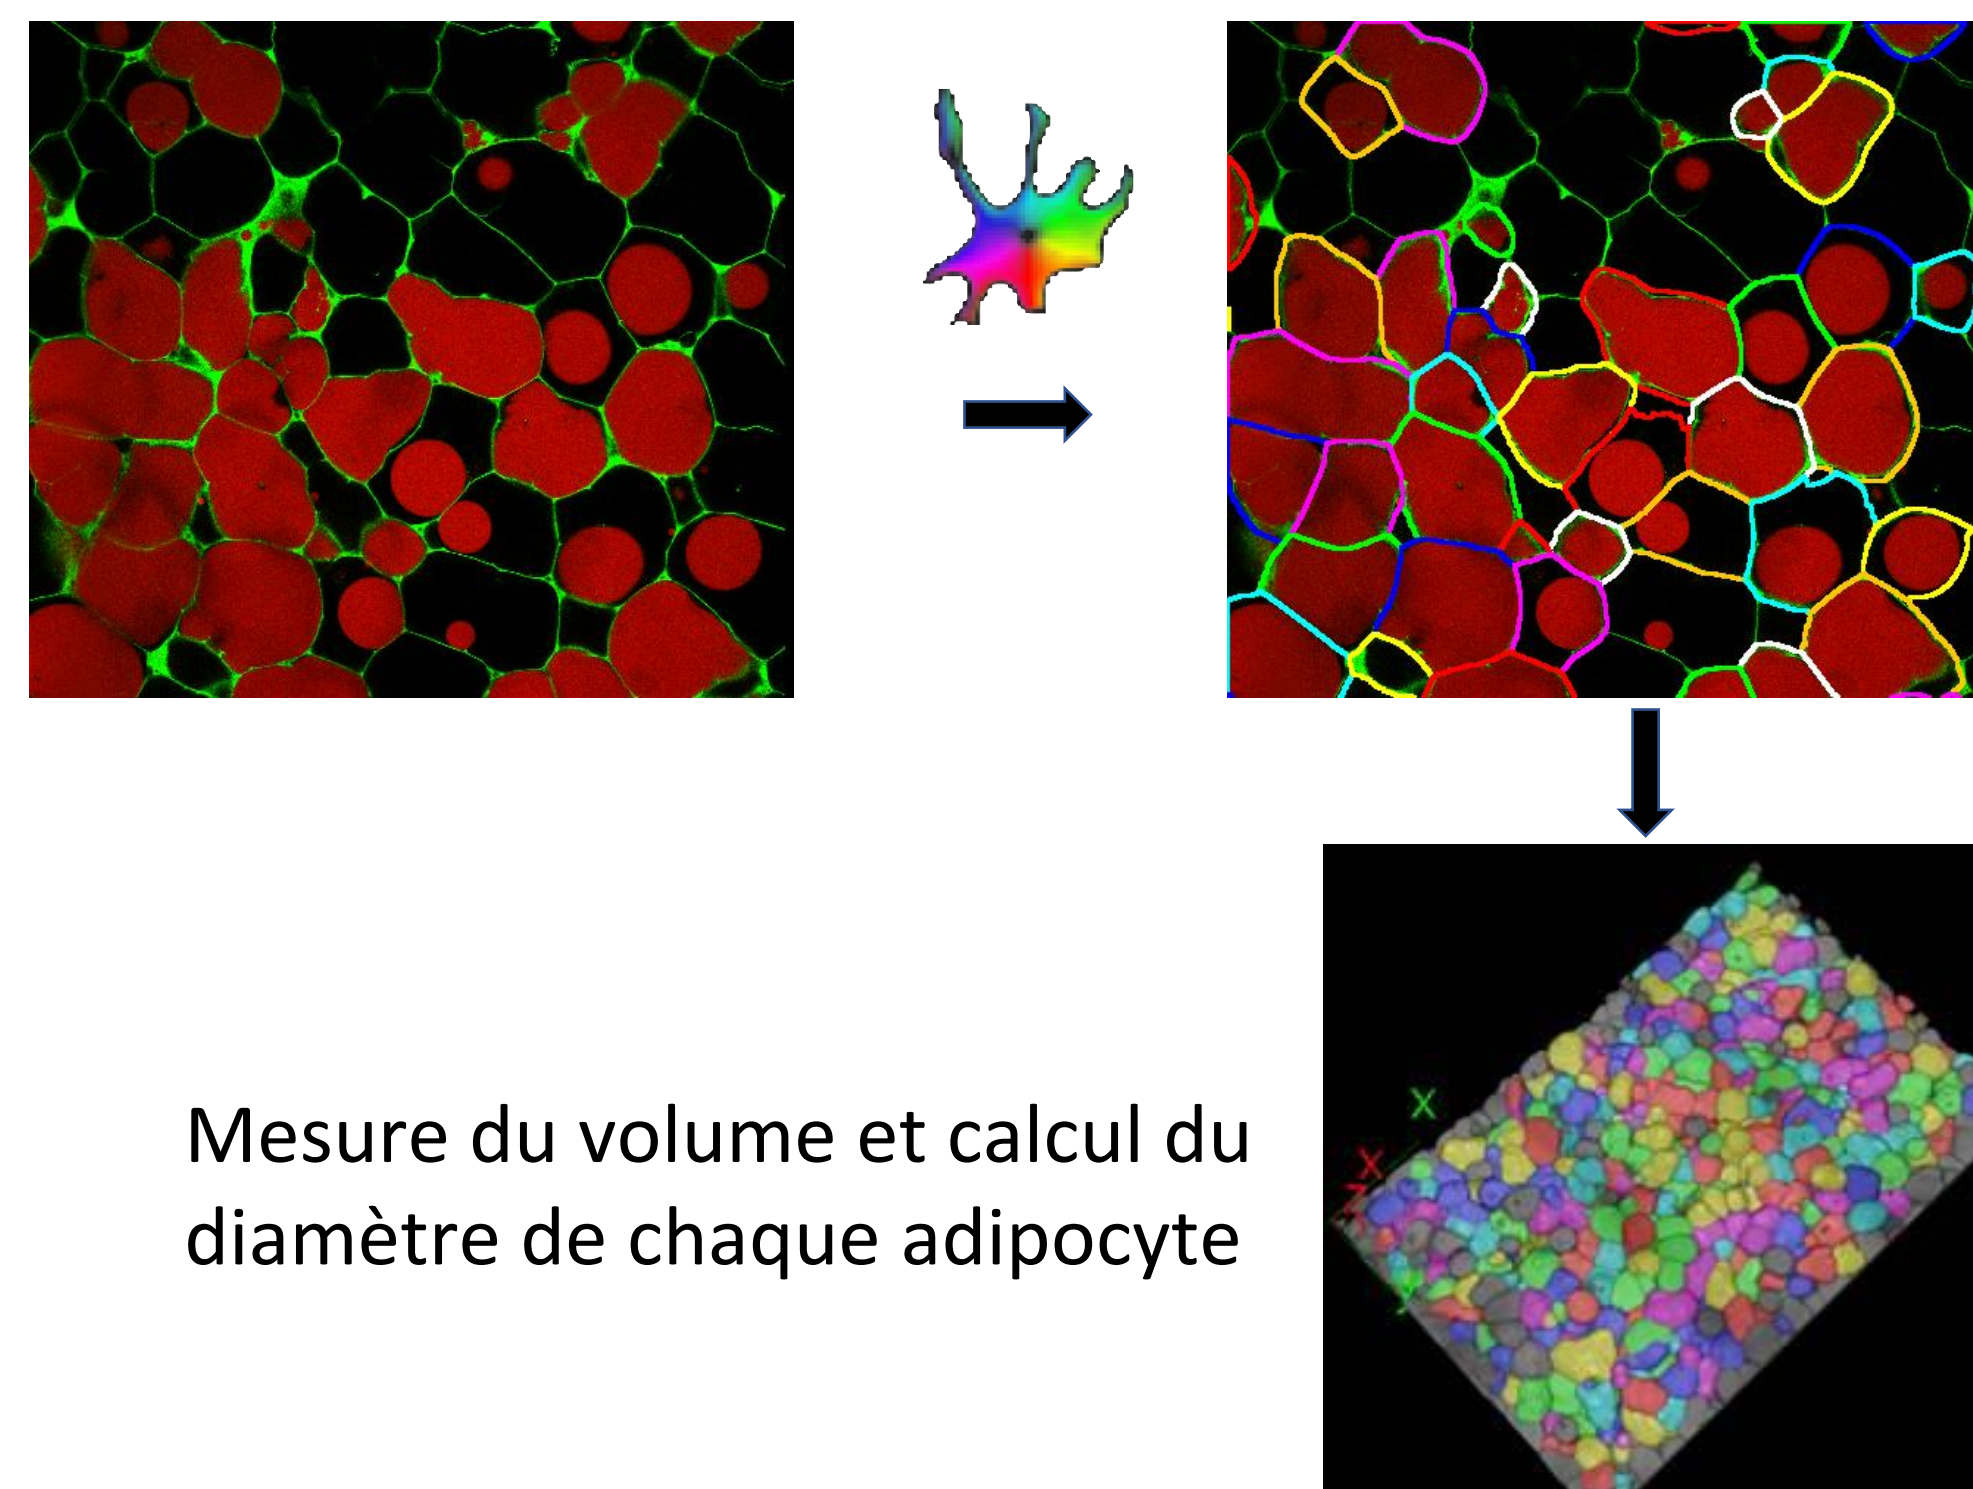 Mesure du volume et calcul du
diamètre de chaque adipocyte
X
X
Z
y